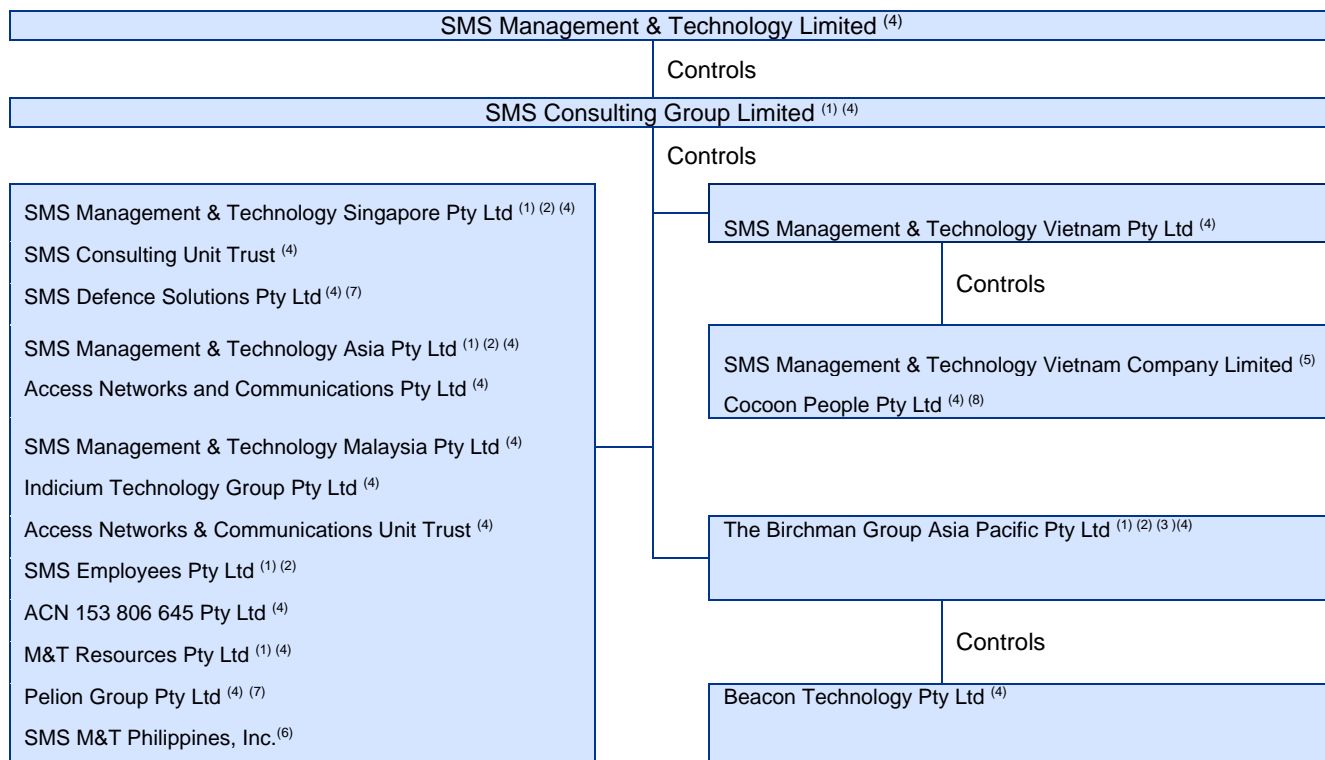 SMS Management & Technology Limited (4)
Controls
SMS Consulting Group Limited (1) (4)
Controls
SMS Management & Technology Singapore Pty Ltd (1) (2) (4)
SMS Consulting Unit Trust (4)
SMS Defence Solutions Pty Ltd (4) (7)
SMS Management & Technology Asia Pty Ltd (1) (2) (4)
Access Networks and Communications Pty Ltd (4)
SMS Management & Technology Malaysia Pty Ltd (4)
Indicium Technology Group Pty Ltd (4)
Access Networks & Communications Unit Trust (4)
SMS Employees Pty Ltd (1) (2)
ACN 153 806 645 Pty Ltd (4)
M&T Resources Pty Ltd (1) (4)
Pelion Group Pty Ltd (4) (7)
SMS M&T Philippines, Inc.(6)
SMS Management & Technology Vietnam Pty Ltd (4)
Controls
SMS Management & Technology Vietnam Company Limited (5)
Cocoon People Pty Ltd (4) (8)
The Birchman Group Asia Pacific Pty Ltd (1) (2) (3 )(4)
Controls
Beacon Technology Pty Ltd (4)